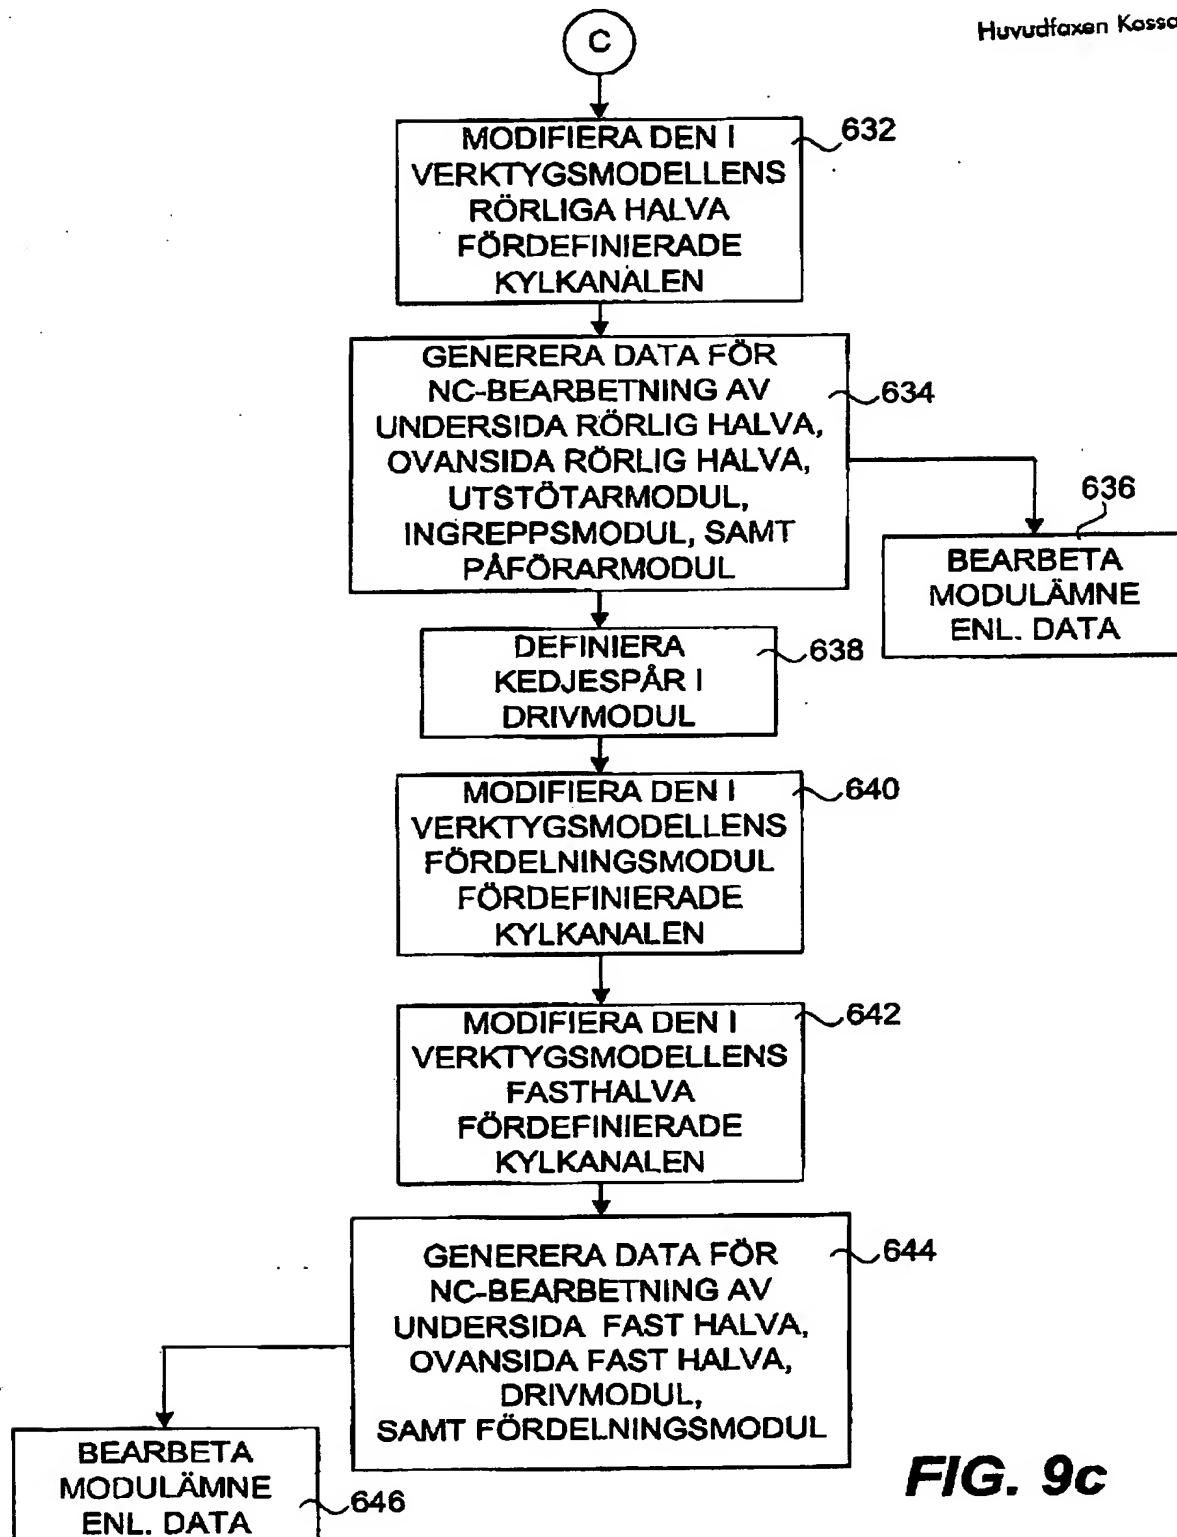 Huvudfaxen Kassa
C
MODIFIERA DEN I
VERKTYGSMODELLENS
RÖRLIGA HALVA
FÖRDEFINIERADE
KYLKANALEN
632
GENERERA DATA FÖR
NC-BEARBETNING AV
UNDERSIDA RÖRLIG HALVA,
OVANSIDA RÖRLIG HALVA,
UTSTÖTARMODUL,
INGREPPSMODUL, SAMT
PÅFÖRARMODUL
634
636
BEARBETA
MODULÄMNE
ENL. DATA
DEFINIERA
KEDJESPÅR I
DRIVMODUL
638
MODIFIERA DEN I
VERKTYGSMODELLENS
FÖRDELNINGSMODUL
FÖRDEFINIERADE
KYLKANALEN
640
MODIFIERA DEN I
VERKTYGSMODELLENS
FASTHALVA
FÖRDEFINIERADE
KYLKANALEN
642
GENERERA DATA FÖR
NC-BEARBETNING AV
UNDERSIDA FAST HALVA,
OVANSIDA FAST HALVA,
DRIVMODUL,
SAMT FÖRDELNINGSMODUL
644
BEARBETA
MODULÄMNE
ENL. DATA
646
FIG. 9c